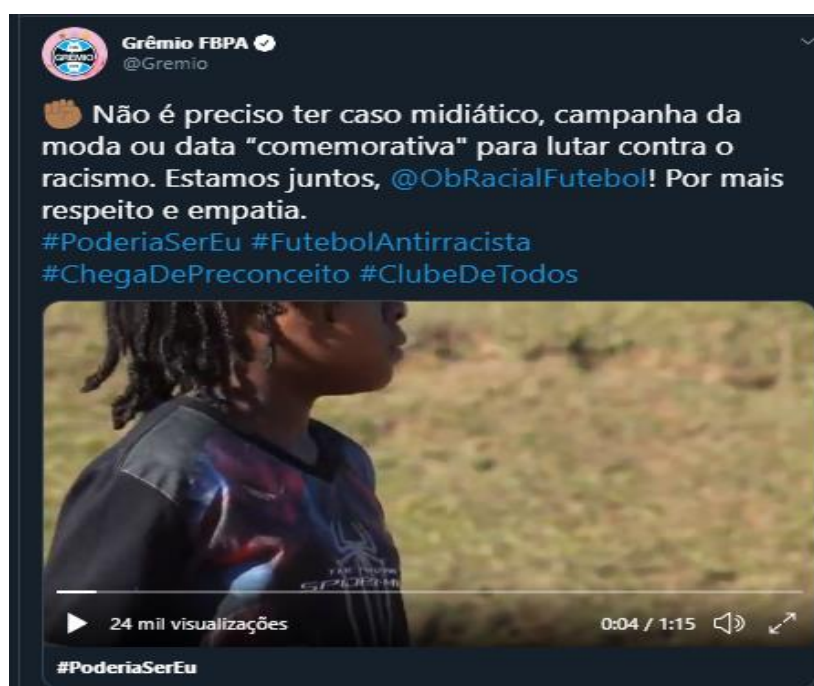 Grêmio FBPA
@Gremio
✊🏾 Não é preciso ter caso midiático, campanha da
moda ou data “comemorativa" para lutar contra o
racismo. Estamos juntos, @ObRacialFutebol! Por mais
respeito e empatia.
#PoderiaSerEu #FutebolAntirracista
#ChegaDePreconceito #ClubeDeTodos
24 mil visualizações
0:04 / 1:15
#PoderiaSerEu